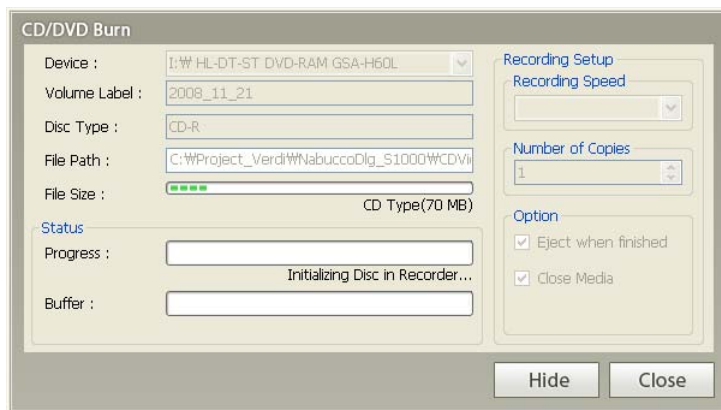 CD/DVD Burn
Device :
I:₩ HL-DT-ST DVD-RAM GSA-H60L
Volume Label :
2008_11_21
Disc Type :
CD-R
File Path :
C:₩Project_Verdi₩NabuccoDlg_S1000₩CDVi
File Size :
CD Type(70 MB)
Status
Progress :
Initializing Disc in Recorder...
Buffer :
Recording Setup
Recording Speed
Number of Copies
1
Option
Eject when finished
Close Media
Hide
Close